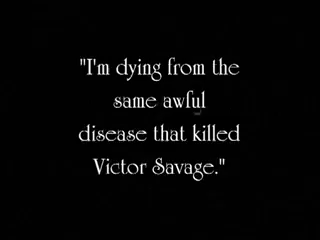 "I'm dying from the
same awful
disease that killed
Victor Savage."